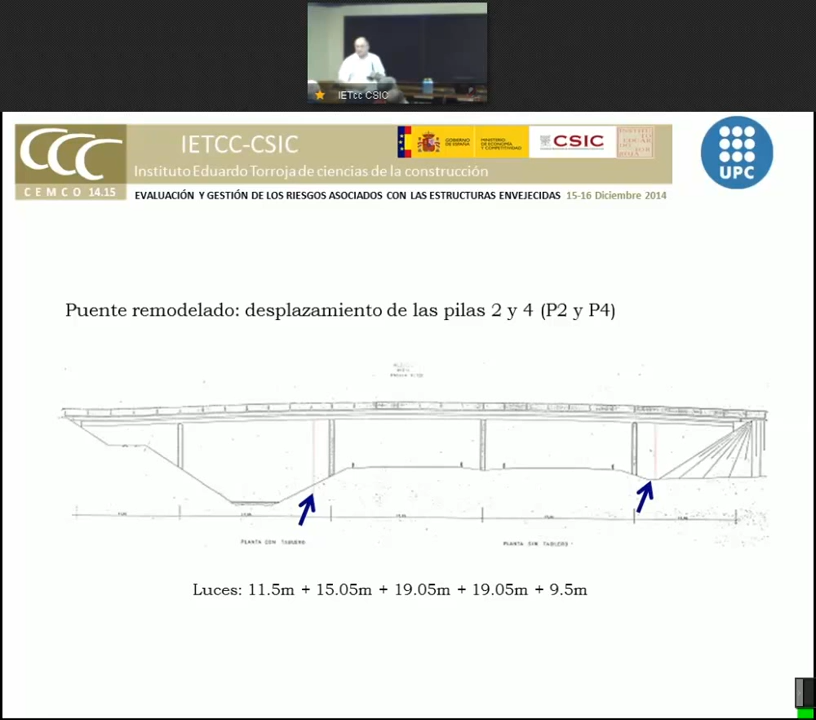 IETcc CSIC
CCC
CEMCO 14.15
IETCC-CSIC
Instituto Eduardo Torroja de ciencias de la construcción
GOBIERNO DE ESPAÑA
MINISTERIO DE ECONOMÍA Y COMPETITIVIDAD
CSIC
UPC
EVALUACIÓN Y GESTIÓN DE LOS RIESGOS ASOCIADOS CON LAS ESTRUCTURAS ENVEJECIDAS 15-16 Diciembre 2014
Puente remodelado: desplazamiento de las pilas 2 y 4 (P2 y P4)
PLANTA CON TABLERO
PLANTA SIN TABLERO
Luces: 11.5m + 15.05m + 19.05m + 19.05m + 9.5m